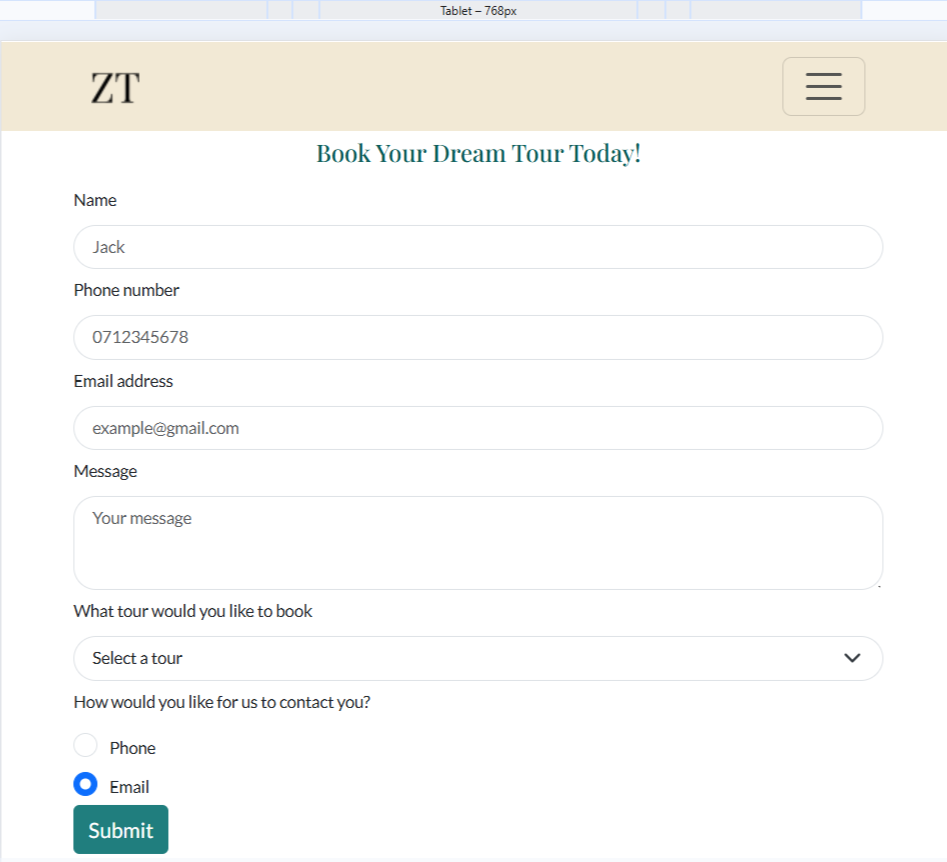 Tablet – 768px
ZT
Book Your Dream Tour Today!
Name
Jack
Phone number
0712345678
Email address
example@gmail.com
Message
Your message
What tour would you like to book
Select a tour
How would you like for us to contact you?
Phone
Email
Submit